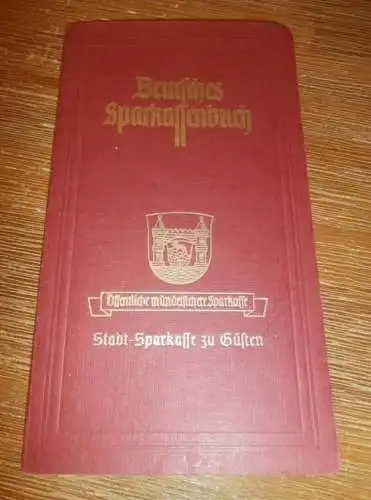 Deutsches
Sparkassenbuch
Öffentliche mündelsichere Sparkasse
Stadt-Sparkasse zu Güsten